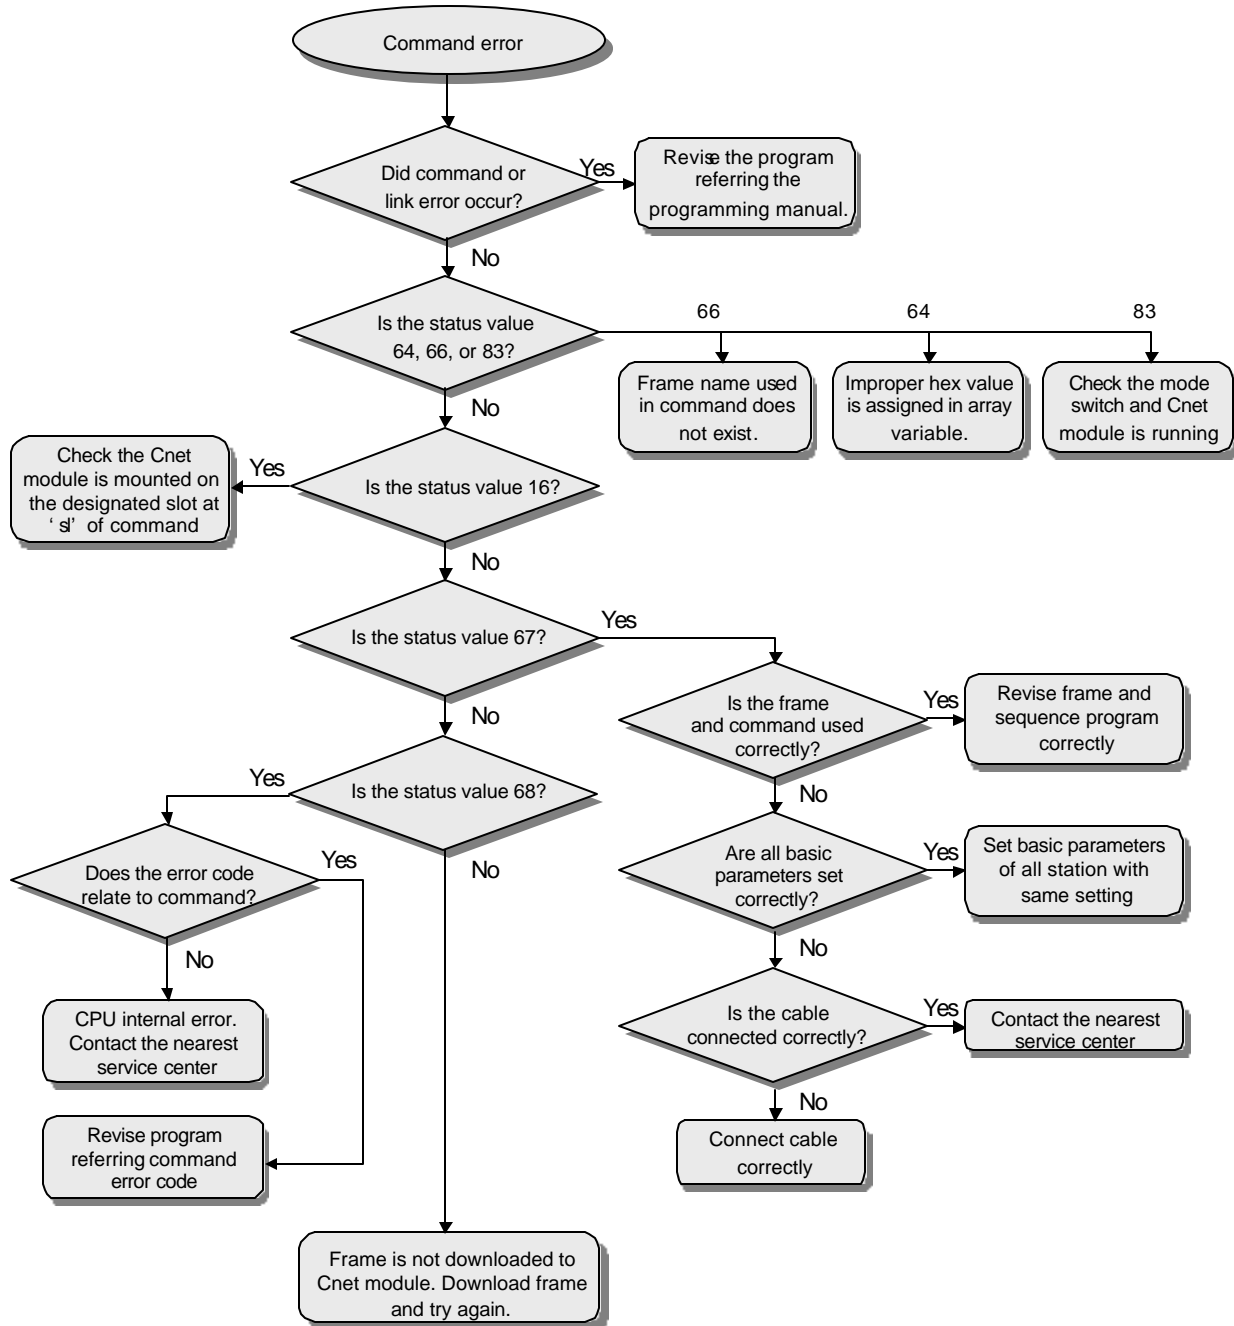 Command error
Did command or
link error occur?
Yes
Revise the program
referring the
programming manual.
No
Is the status value
64, 66, or 83?
66
64
83
Frame name used
in command does
not exist.
Improper hex value
is assigned in array
variable.
Check the mode
switch and Cnet
module is running
No
Is the status value 16?
Yes
Check the Cnet
module is mounted on
the designated slot at
‘ sl’ of command
No
Is the status value 67?
Yes
No
Is the frame
and command used
correctly?
Yes
Revise frame and
sequence program
correctly
Is the status value 68?
Yes
No
No
Does the error code
relate to command?
Yes
No
Are all basic
parameters set
correctly?
Yes
Set basic parameters
of all station with
same setting
No
CPU internal error.
Contact the nearest
service center
Is the cable
connected correctly?
Yes
Contact the nearest
service center
No
Revise program
referring command
error code
Connect cable
correctly
Frame is not downloaded to
Cnet module. Download frame
and try again.